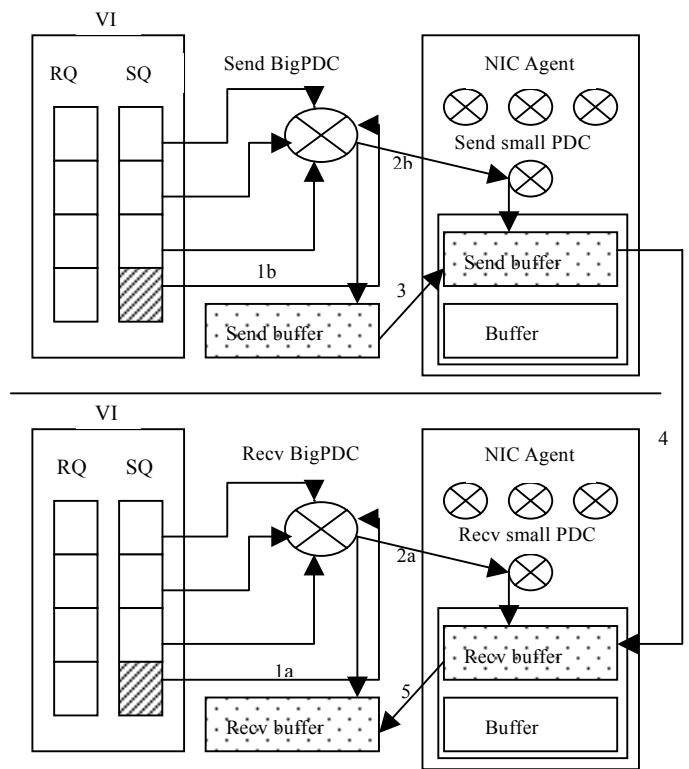 VI
RQ SQ
Send BigPDC
NIC Agent
Send small PDC
2b
1b
3
Send buffer
Send buffer
Buffer
4
VI
RQ SQ
Recv BigPDC
NIC Agent
Recv small PDC
2a
1a
5
Recv buffer
Recv buffer
Buffer